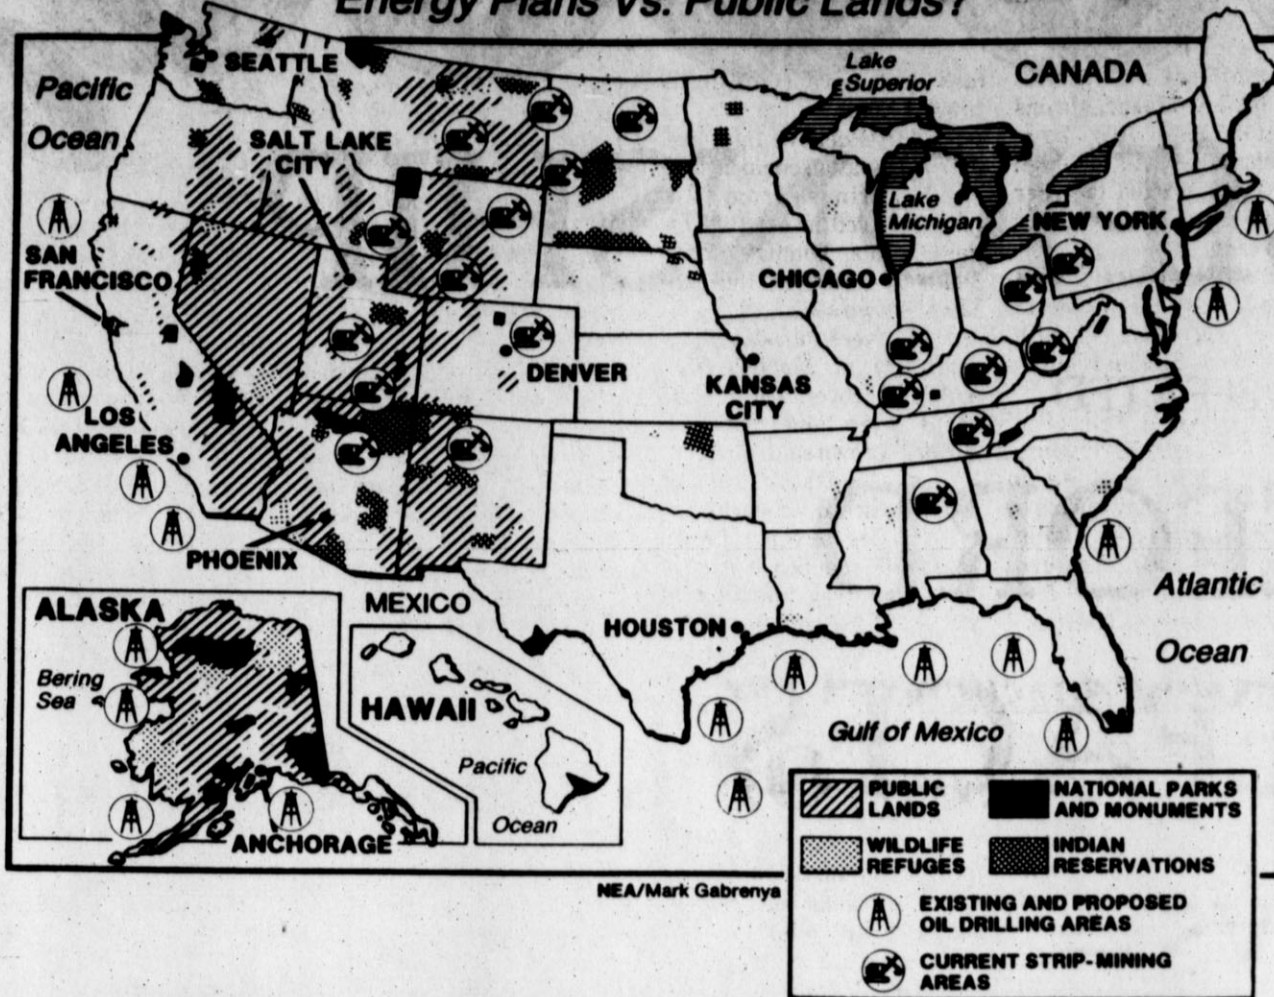 Energy Plans Vs. Public Lands?
Pacific
Ocean
SEATTLE
SALT LAKE
CITY
SAN
FRANCISCO
LOS
ANGELES
PHOENIX
DENVER
KANSAS
CITY
CHICAGO
Lake
Superior
Lake
Michigan
CANADA
NEW YORK
Atlantic
Ocean
MEXICO
HOUSTON
Gulf of Mexico
ALASKA
Bering
Sea
ANCHORAGE
HAWAII
Pacific
Ocean
NEA/Mark Gabrenya
PUBLIC
LANDS
NATIONAL PARKS
AND MONUMENTS
WILDLIFE
REFUGES
INDIAN
RESERVATIONS
EXISTING AND PROPOSED
OIL DRILLING AREAS
CURRENT STRIP-MINING
AREAS